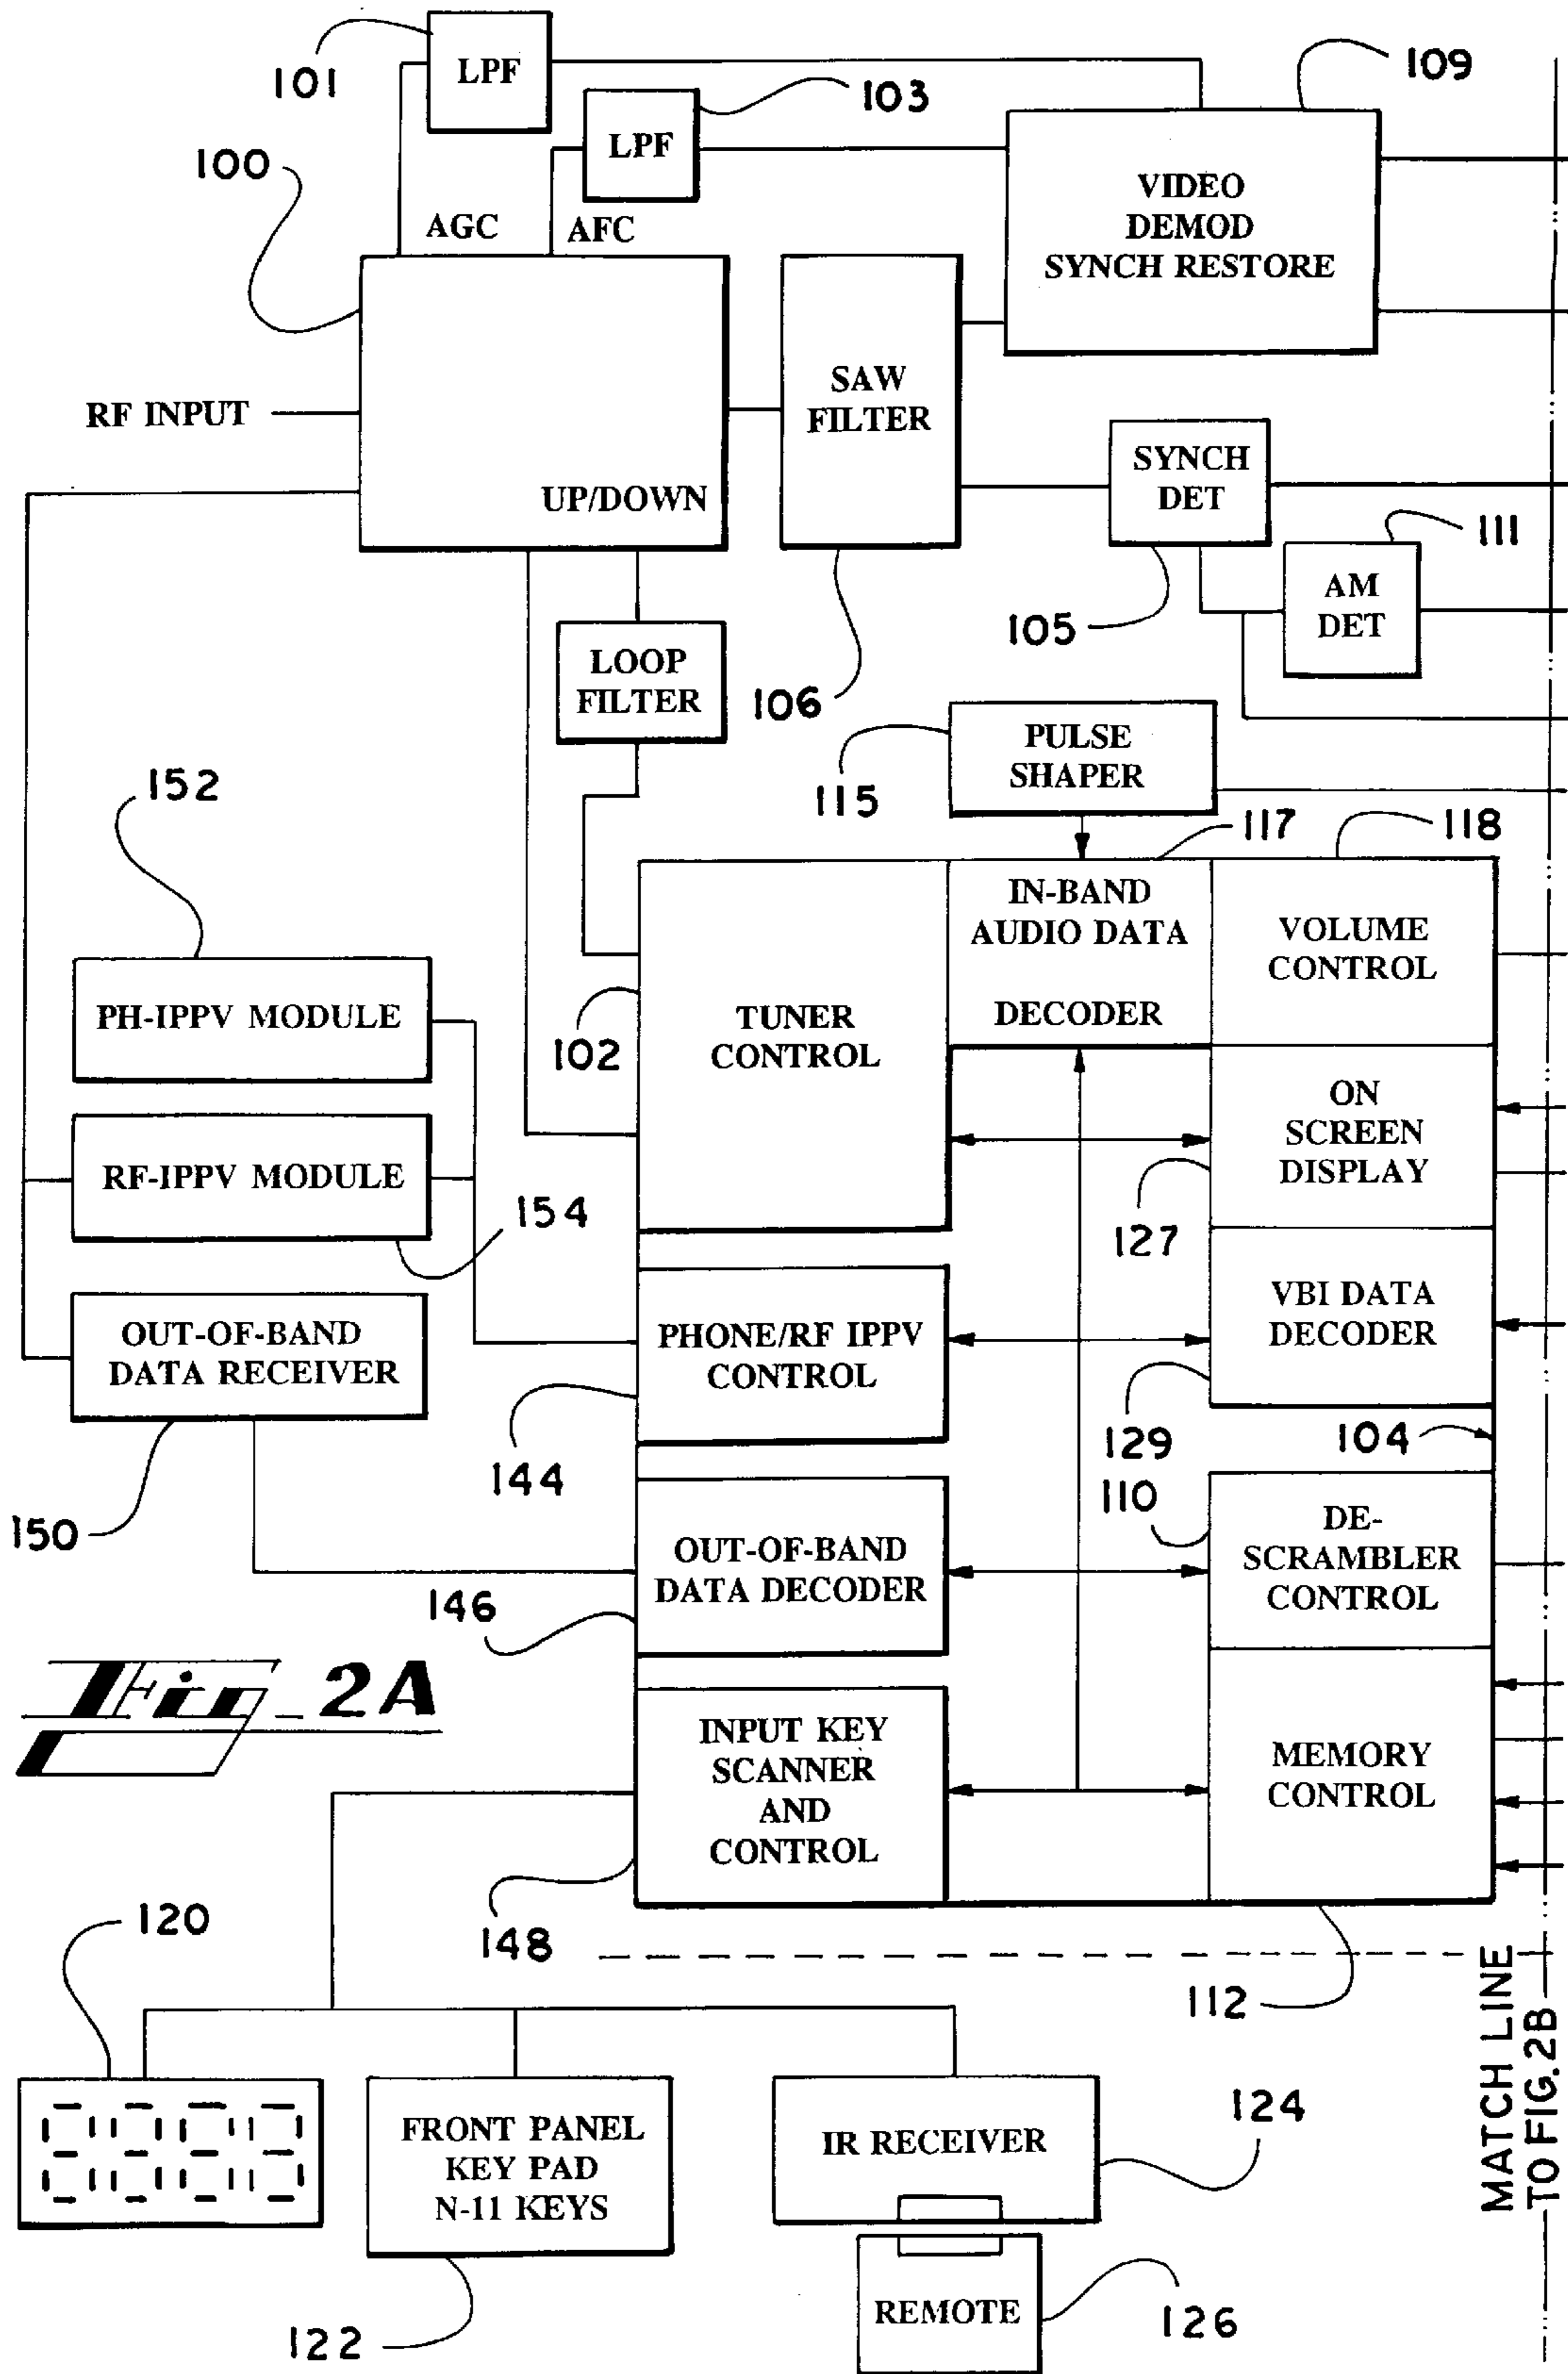 101
LPF
109
LPF
103
100
VIDEO
DEMOD
SYNCH RESTORE
AGC
AFC
SAW
FILTER
RF INPUT
UP/DOWN
SYNCH
DET
111
AM
DET
105
LOOP
FILTER
106
PULSE
SHAPER
115
152
117
118
IN-BAND
AUDIO DATA
DECODER
VOLUME
CONTROL
PH-IPPV MODULE
102
TUNER
CONTROL
ON
SCREEN
DISPLAY
RF-IPPV MODULE
154
127
OUT-OF-BAND
DATA RECEIVER
PHONE/RF IPPV
CONTROL
VBI DATA
DECODER
129
104
144
110
150
OUT-OF-BAND
DATA DECODER
DE-
SCRAMBLER
CONTROL
146
Fig_2A
INPUT KEY
SCANNER
AND
CONTROL
MEMORY
CONTROL
120
148
112
MATCH LINE
TO FIG.2B
FRONT PANEL
KEY PAD
N-11 KEYS
IR RECEIVER
124
122
REMOTE
126